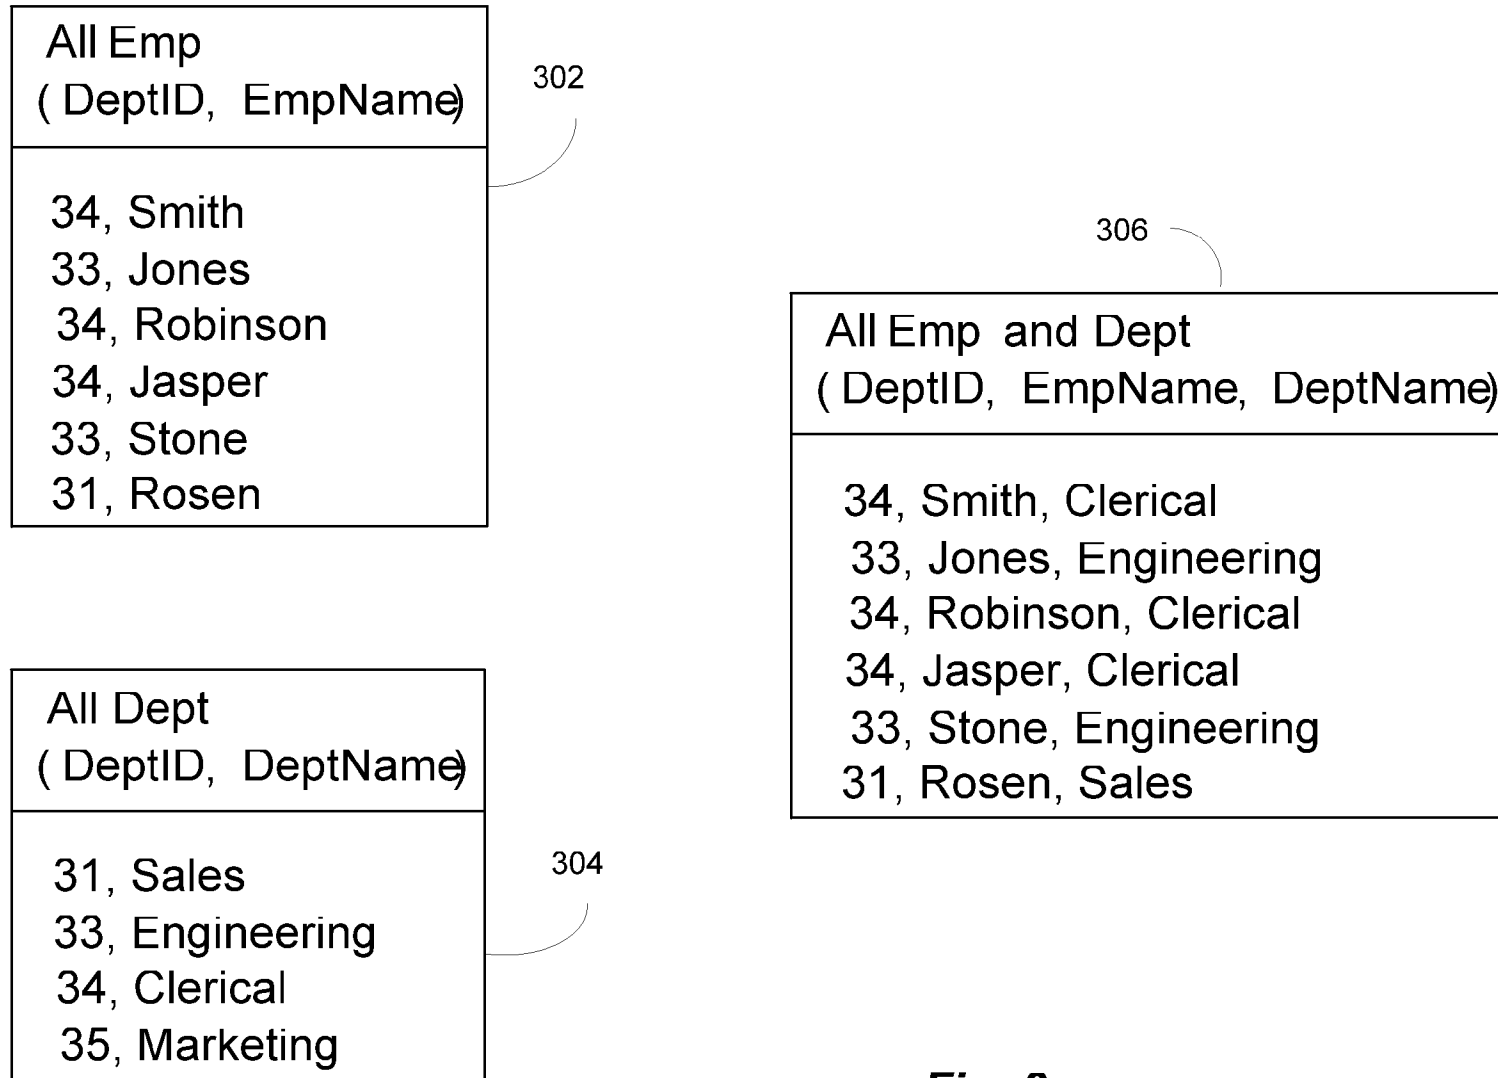 All Emp
( DeptID, EmpName)
302
34, Smith
33, Jones
34, Robinson
34, Jasper
33, Stone
31, Rosen
306
All Emp and Dept
( DeptID, EmpName, DeptName)
34, Smith, Clerical
33, Jones, Engineering
34, Robinson, Clerical
34, Jasper, Clerical
33, Stone, Engineering
31, Rosen, Sales
All Dept
( DeptID, DeptName)
304
31, Sales
33, Engineering
34, Clerical
35, Marketing